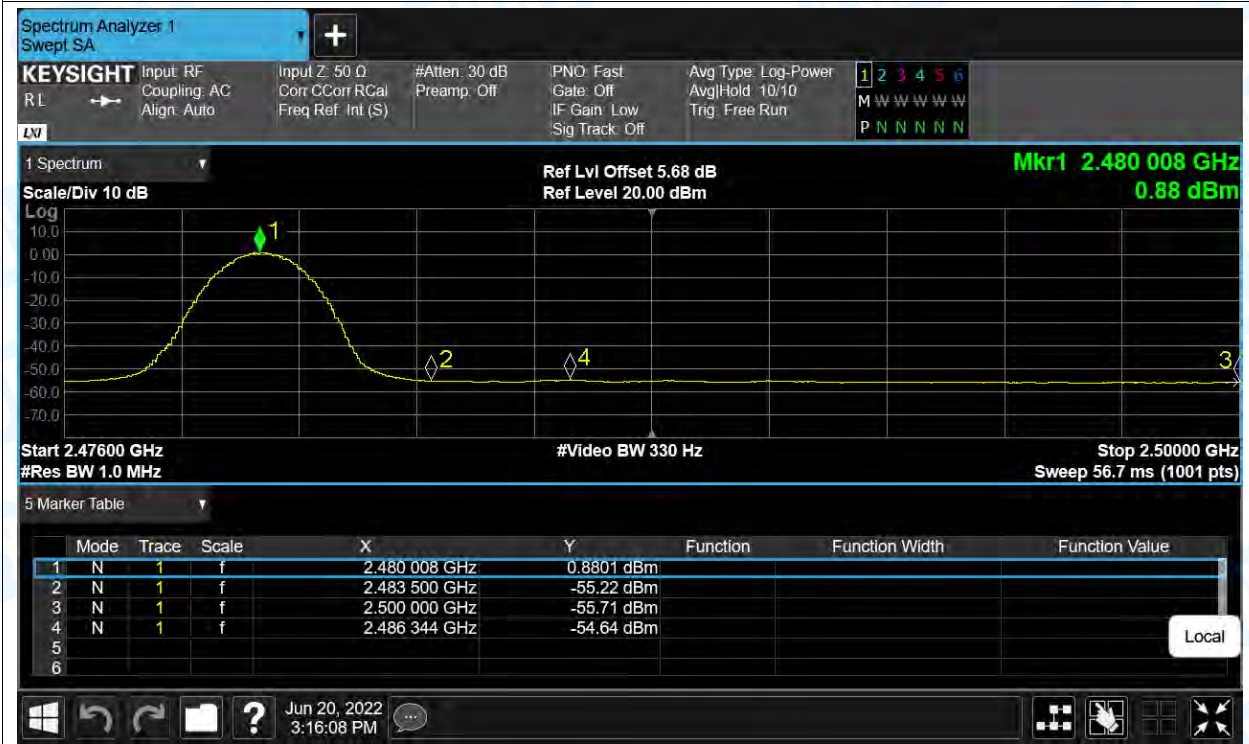 Spectrum Analyzer 1
Swept SA
+
KEYSIGHT
R L
LXI
Input: RF
Coupling: AC
Align: Auto
Input Z: 50 Ω
Corr CCorr RCal
Freq Ref: Int (S)
#Atten: 30 dB
Preamp: Off
PNO: Fast
Gate: Off
IF Gain: Low
Sig Track: Off
Avg Type: Log-Power
Avg|Hold: 10/10
Trig: Free Run
1 2 3 4 5 6
M W W W W W W
P N N N N N N
1 Spectrum
Scale/Div 10 dB
Ref Lvl Offset 5.68 dB
Ref Level 20.00 dBm
Mkr1 2.480 008 GHz
0.88 dBm
Log
10.0
0.00
-10.0
-20.0
-30.0
-40.0
-50.0
-60.0
-70.0
1
2
4
3
Start 2.47600 GHz
#Res BW 1.0 MHz
#Video BW 330 Hz
Stop 2.50000 GHz
Sweep 56.7 ms (1001 pts)
5 Marker Table
Mode Trace Scale X Y Function Function Width Function Value
1 N 1 f 2.480 008 GHz 0.8801 dBm
2 N 1 f 2.483 500 GHz -55.22 dBm
3 N 1 f 2.500 000 GHz -55.71 dBm
4 N 1 f 2.486 344 GHz -54.64 dBm
5
6
Local
?
Jun 20, 2022
3:16:08 PM